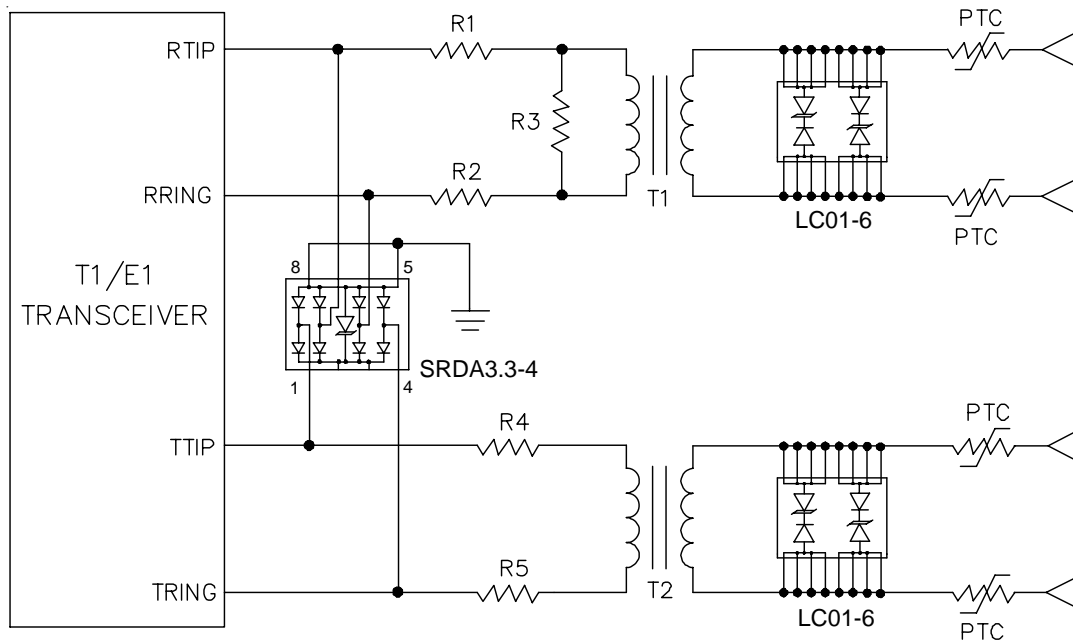 PTC
RTIP
R1
R3
RRING
R2
T1
LC01-6
PTC
8
5
T1/E1
TRANSCEIVER
SRDA3.3-4
1
4
PTC
R4
TTIP
R5
TRING
T2
LC01-6
PTC